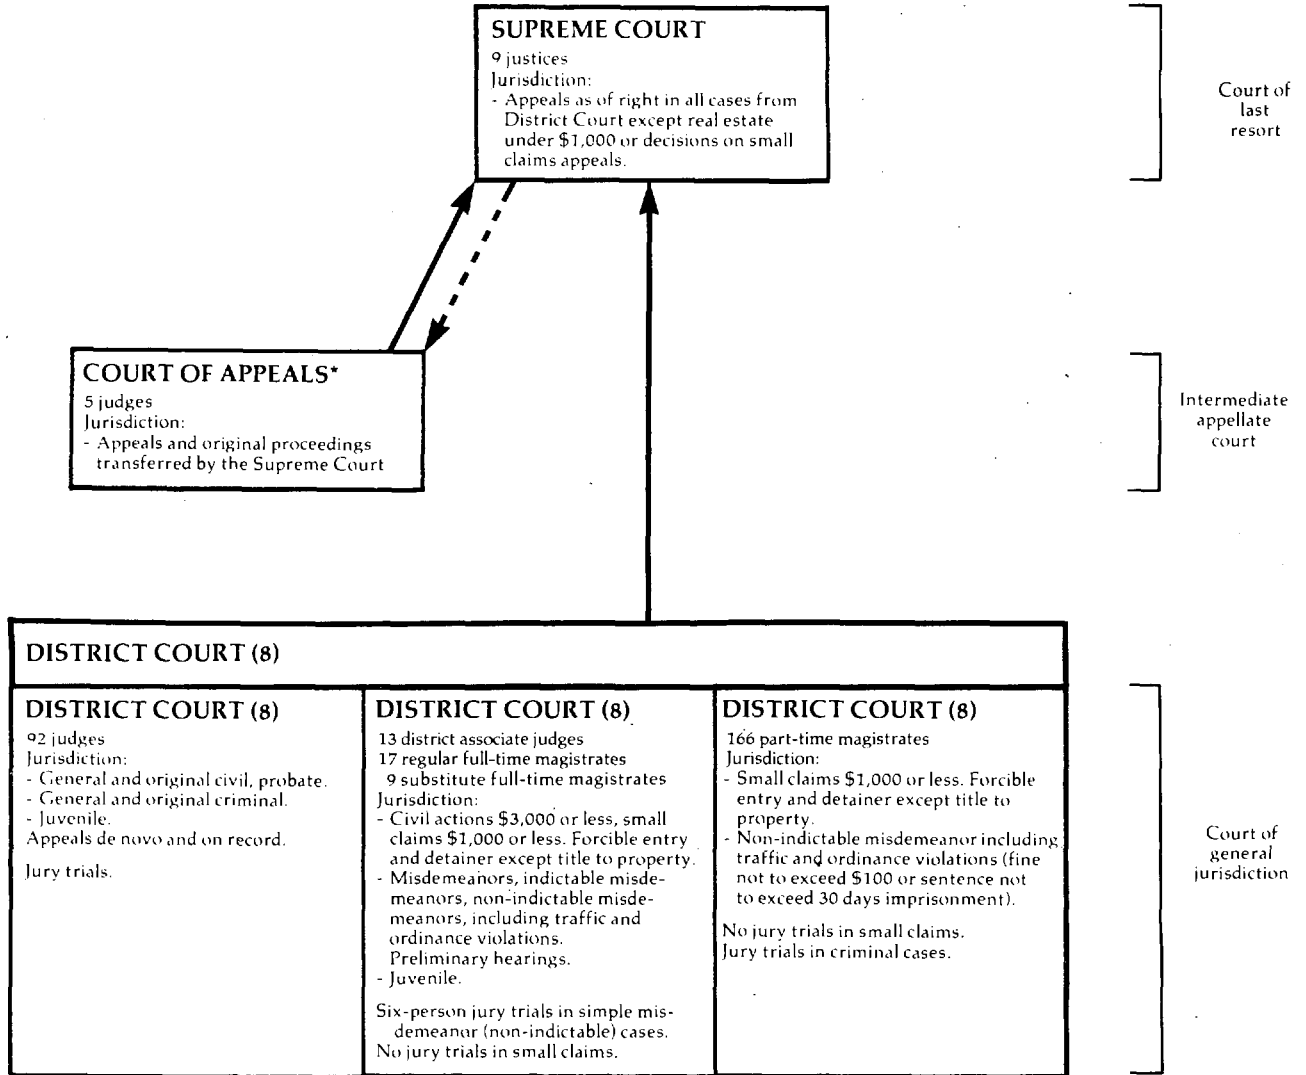 SUPREME COURT
9 justices
Jurisdiction:
- Appeals as of right in all cases from
District Court except real estate
under $1,000 or decisions on small
claims appeals.
Court of
last
resort
COURT OF APPEALS*
5 judges
Jurisdiction:
- Appeals and original proceedings
transferred by the Supreme Court
Intermediate
appellate
court
DISTRICT COURT (8)
DISTRICT COURT (8)
92 judges
Jurisdiction:
- General and original civil, probate.
- General and original criminal.
- Juvenile.
Appeals de novo and on record.
Jury trials.
DISTRICT COURT (8)
13 district associate judges
17 regular full-time magistrates
9 substitute full-time magistrates
Jurisdiction:
- Civil actions $3,000 or less, small
claims $1,000 or less. Forcible entry
and detainer except title to property.
- Misdemeanors, indictable misde-
meanors, non-indictable misde-
meanors, including traffic and
ordinance violations.
Preliminary hearings.
- Juvenile.
Six-person jury trials in simple mis-
demeanor (non-indictable) cases.
No jury trials in small claims.
DISTRICT COURT (8)
166 part-time magistrates
Jurisdiction:
- Small claims $1,000 or less. Forcible
entry and detainer except title to
property.
- Non-indictable misdemeanor including
traffic and ordinance violations (fine
not to exceed $100 or sentence not
to exceed 30 days imprisonment).
No jury trials in small claims.
Jury trials in criminal cases.
Court of
general
jurisdiction